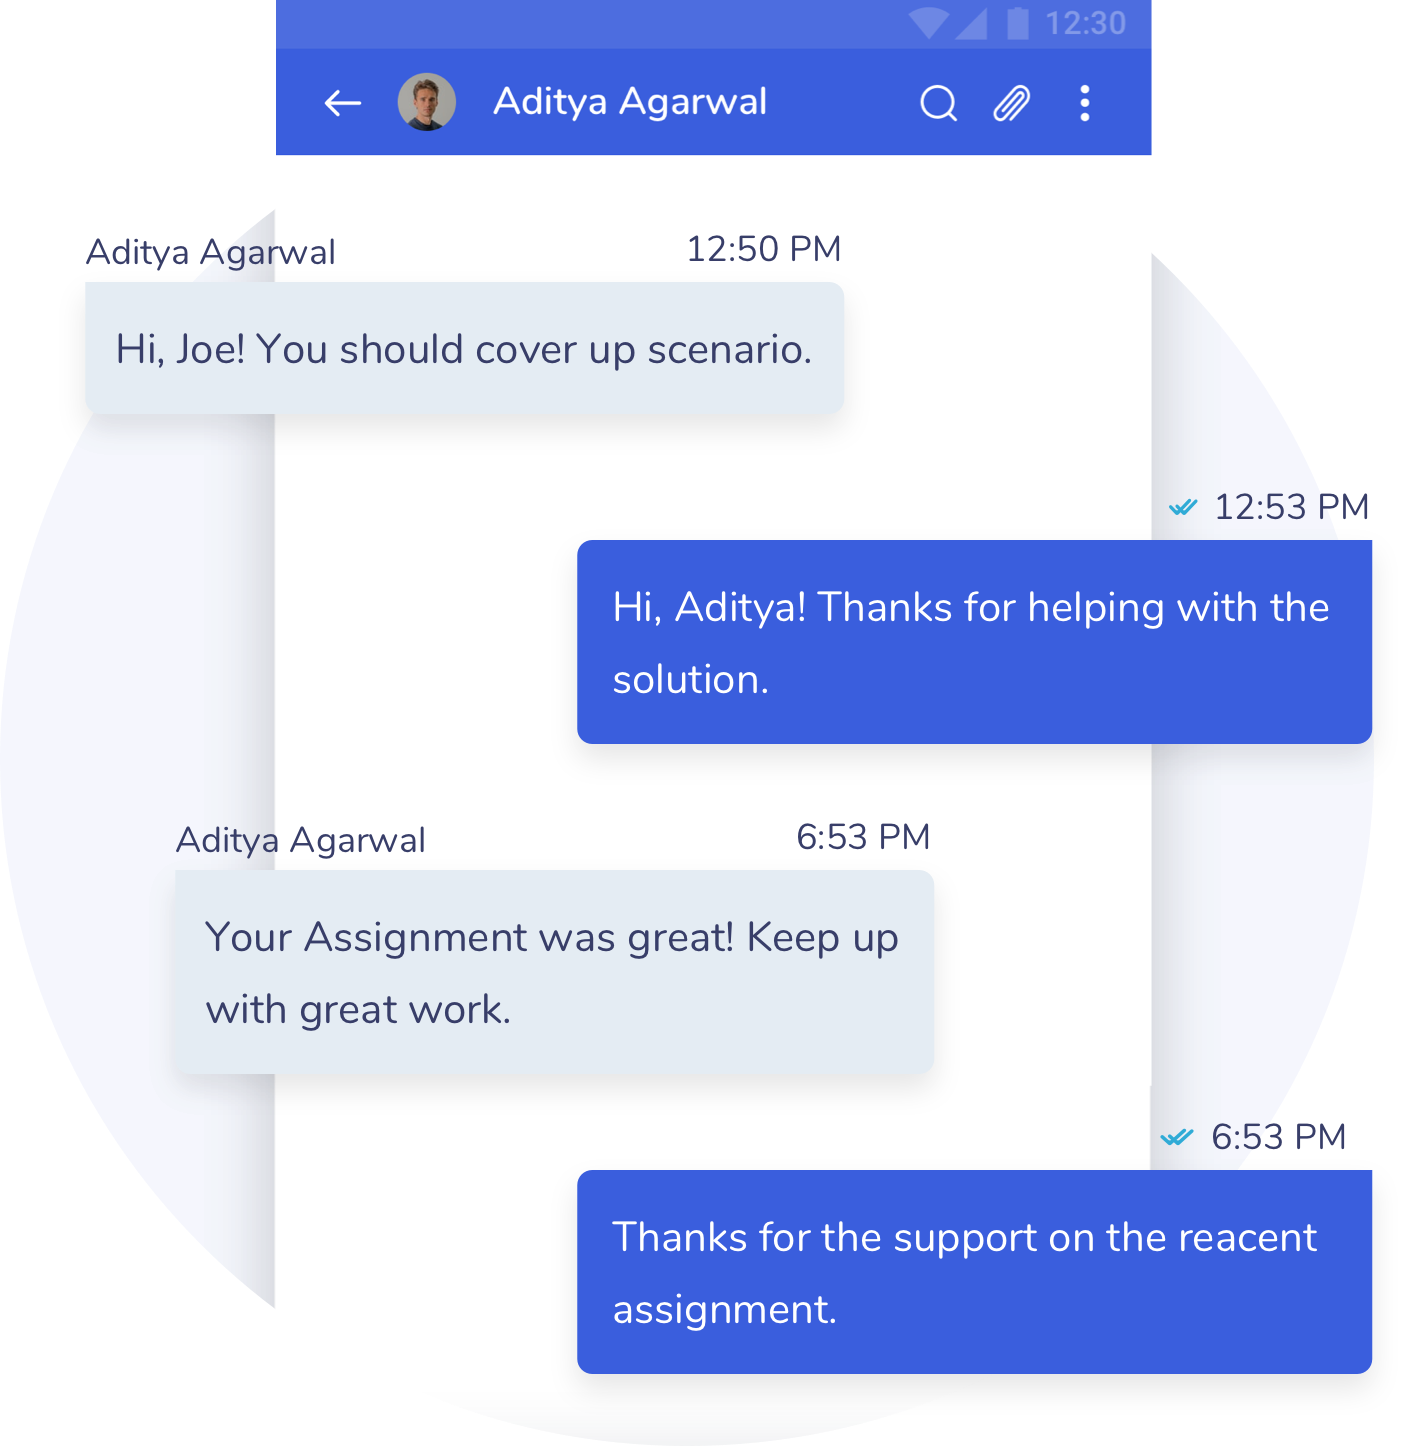 12:30
Aditya Agarwal
Aditya Agarwal 12:50 PM
Hi, Joe! You should cover up scenario.
12:53 PM
Hi, Aditya! Thanks for helping with the
solution.
Aditya Agarwal 6:53 PM
Your Assignment was great! Keep up
with great work.
6:53 PM
Thanks for the support on the reacent
assignment.